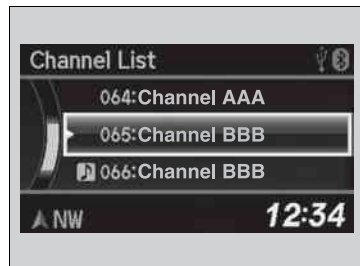 Channel List
064:Channel AAA
065:Channel BBB
066:Channel BBB
NW
12:34